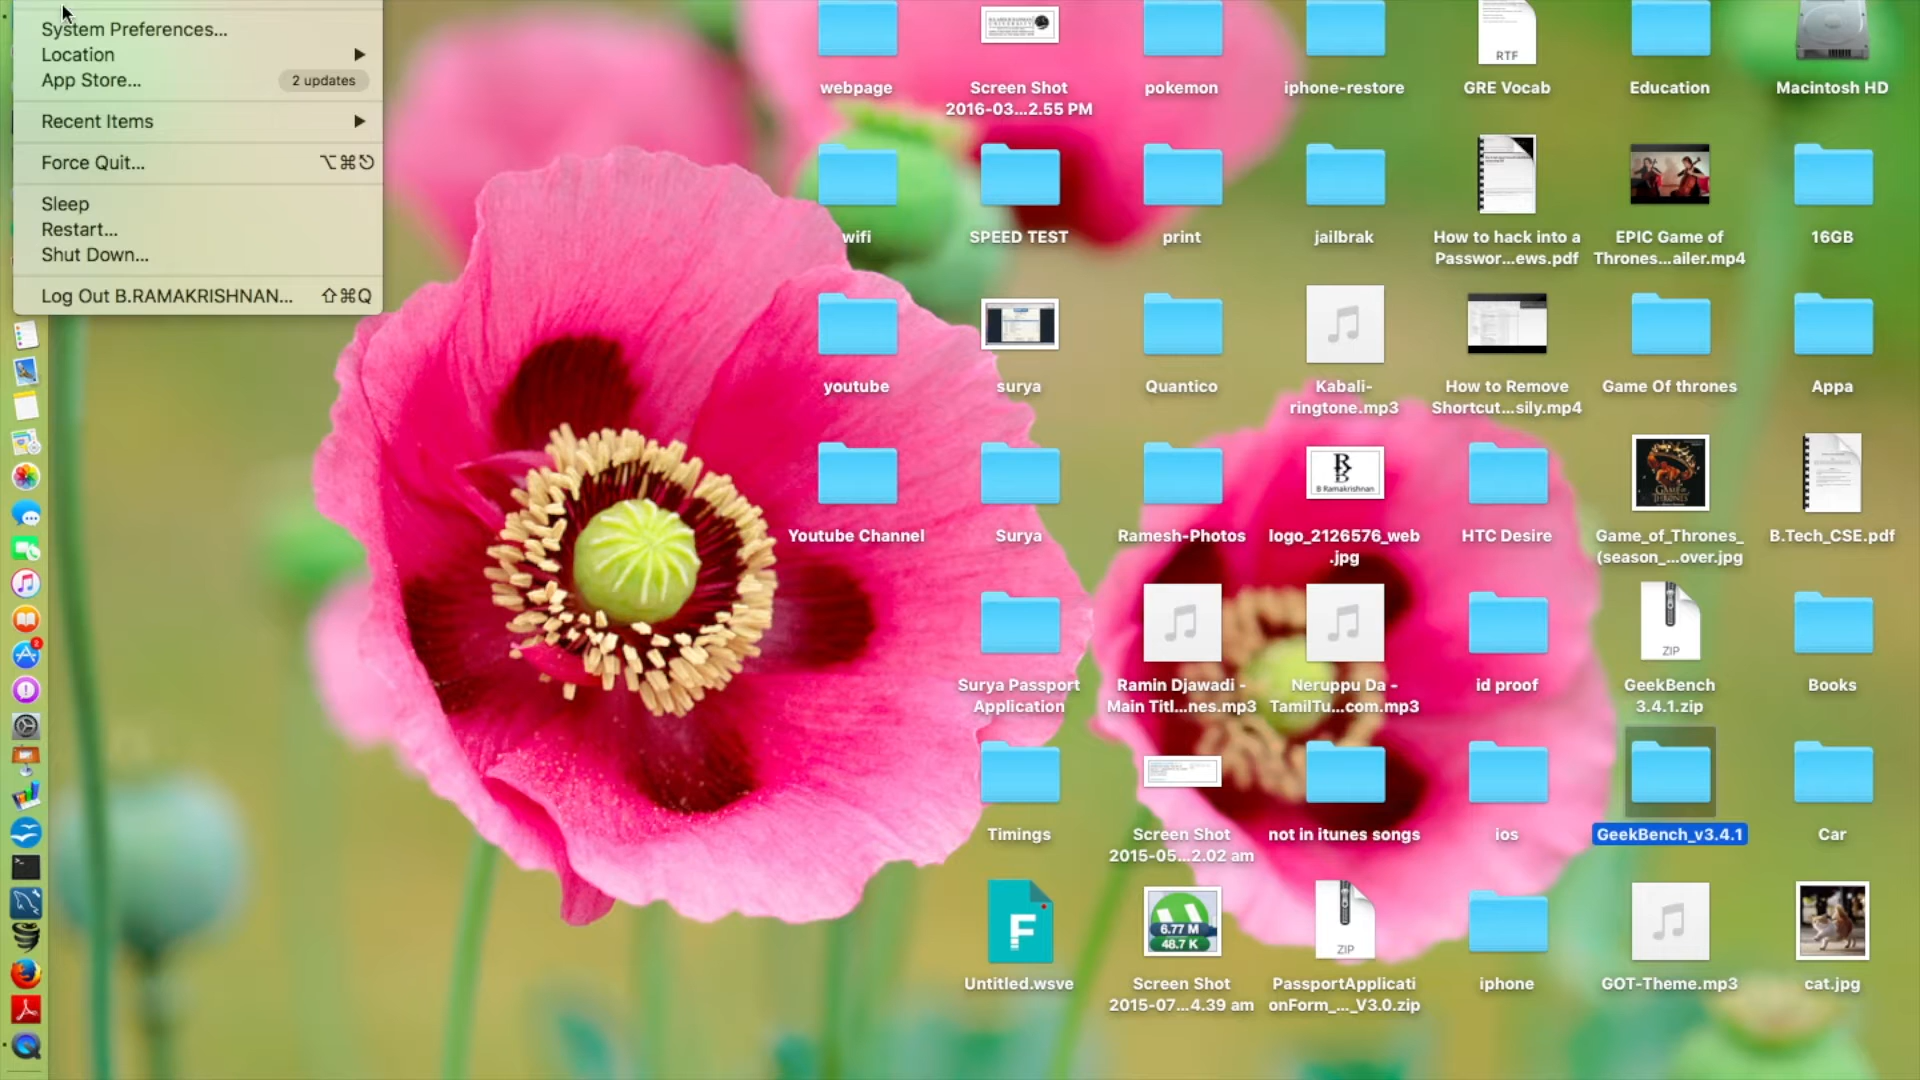 System Preferences...
Location
App Store...
2 updates
Recent Items
Force Quit...
⌥⌘⎋
Sleep
Restart...
Shut Down...
Log Out B.RAMAKRISHNAN...
⇧⌘Q
RTF
webpage
Screen Shot
2016-03...2.55 PM
pokemon
iphone-restore
GRE Vocab
Education
Macintosh HD
wifi
SPEED TEST
print
jailbrak
How to hack into a
Passwor...ews.pdf
EPIC Game of
Thrones...ailer.mp4
16GB
youtube
surya
Quantico
Kabali-
ringtone.mp3
How to Remove
Shortcut...sily.mp4
Game Of thrones
Appa
B Ramakrishnan
GAME OF
THRONES
Youtube Channel
Surya
Ramesh-Photos
logo_2126576_web
.jpg
HTC Desire
Game_of_Thrones_
(season_...over.jpg
B.Tech_CSE.pdf
ZIP
Surya Passport
Application
Ramin Djawadi -
Main Titl...nes.mp3
Neruppu Da -
TamilTu...com.mp3
id proof
GeekBench
3.4.1.zip
Books
Timings
Screen Shot
2015-05...2.02 am
not in itunes songs
ios
GeekBench_v3.4.1
Car
F
6.77 M
48.7 K
ZIP
Untitled.wsve
Screen Shot
2015-07...4.39 am
PassportApplicati
onForm_..._V3.0.zip
iphone
GOT-Theme.mp3
cat.jpg
2